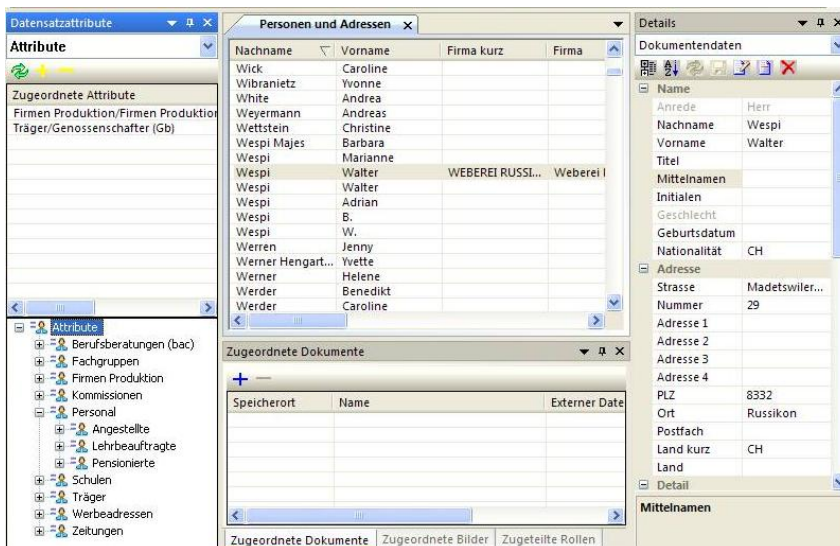 Datensatzattribute
Attribute
Zugeordnete Attribute
Firmen Produktion/Firmen Produktior
Träger/Genossenschafter (Gb)
Attribute
Berufsberatungen (bac)
Fachgruppen
Firmen Produktion
Kommissionen
Personal
Angestellte
Lehrbeauftragte
Pensionierte
Schulen
Träger
Werbeadressen
Zeitungen
Personen und Adressen
Nachname Vorname Firma kurz Firma
Wick Caroline
Wibranietz Yvonne
White Andrea
Weyermann Andreas
Wettstein Christine
Wespi Majes Barbara
Wespi Marianne
Wespi Walter WEBEREI RUSSI... Weberei
Wespi Walter
Wespi Adrian
Wespi B.
Wespi W.
Werren Jenny
Werner Hengart... Yvette
Werner Helene
Werder Benedikt
Werder Caroline
Zugeordnete Dokumente
Speicherort Name Externer Date
Zugeordnete Dokumente Zugeordnete Bilder Zugeteilte Rollen
Details
Dokumentendaten
Name
Anrede Herr
Nachname Wespi
Vorname Walter
Titel
Mittelnamen
Initialen
Geschlecht
Geburtsdatum
Nationalität CH
Adresse
Strasse Madetswiler...
Nummer 29
Adresse 1
Adresse 2
Adresse 3
Adresse 4
PLZ 8332
Ort Russikon
Postfach
Land kurz CH
Land
Detail
Mittelnamen